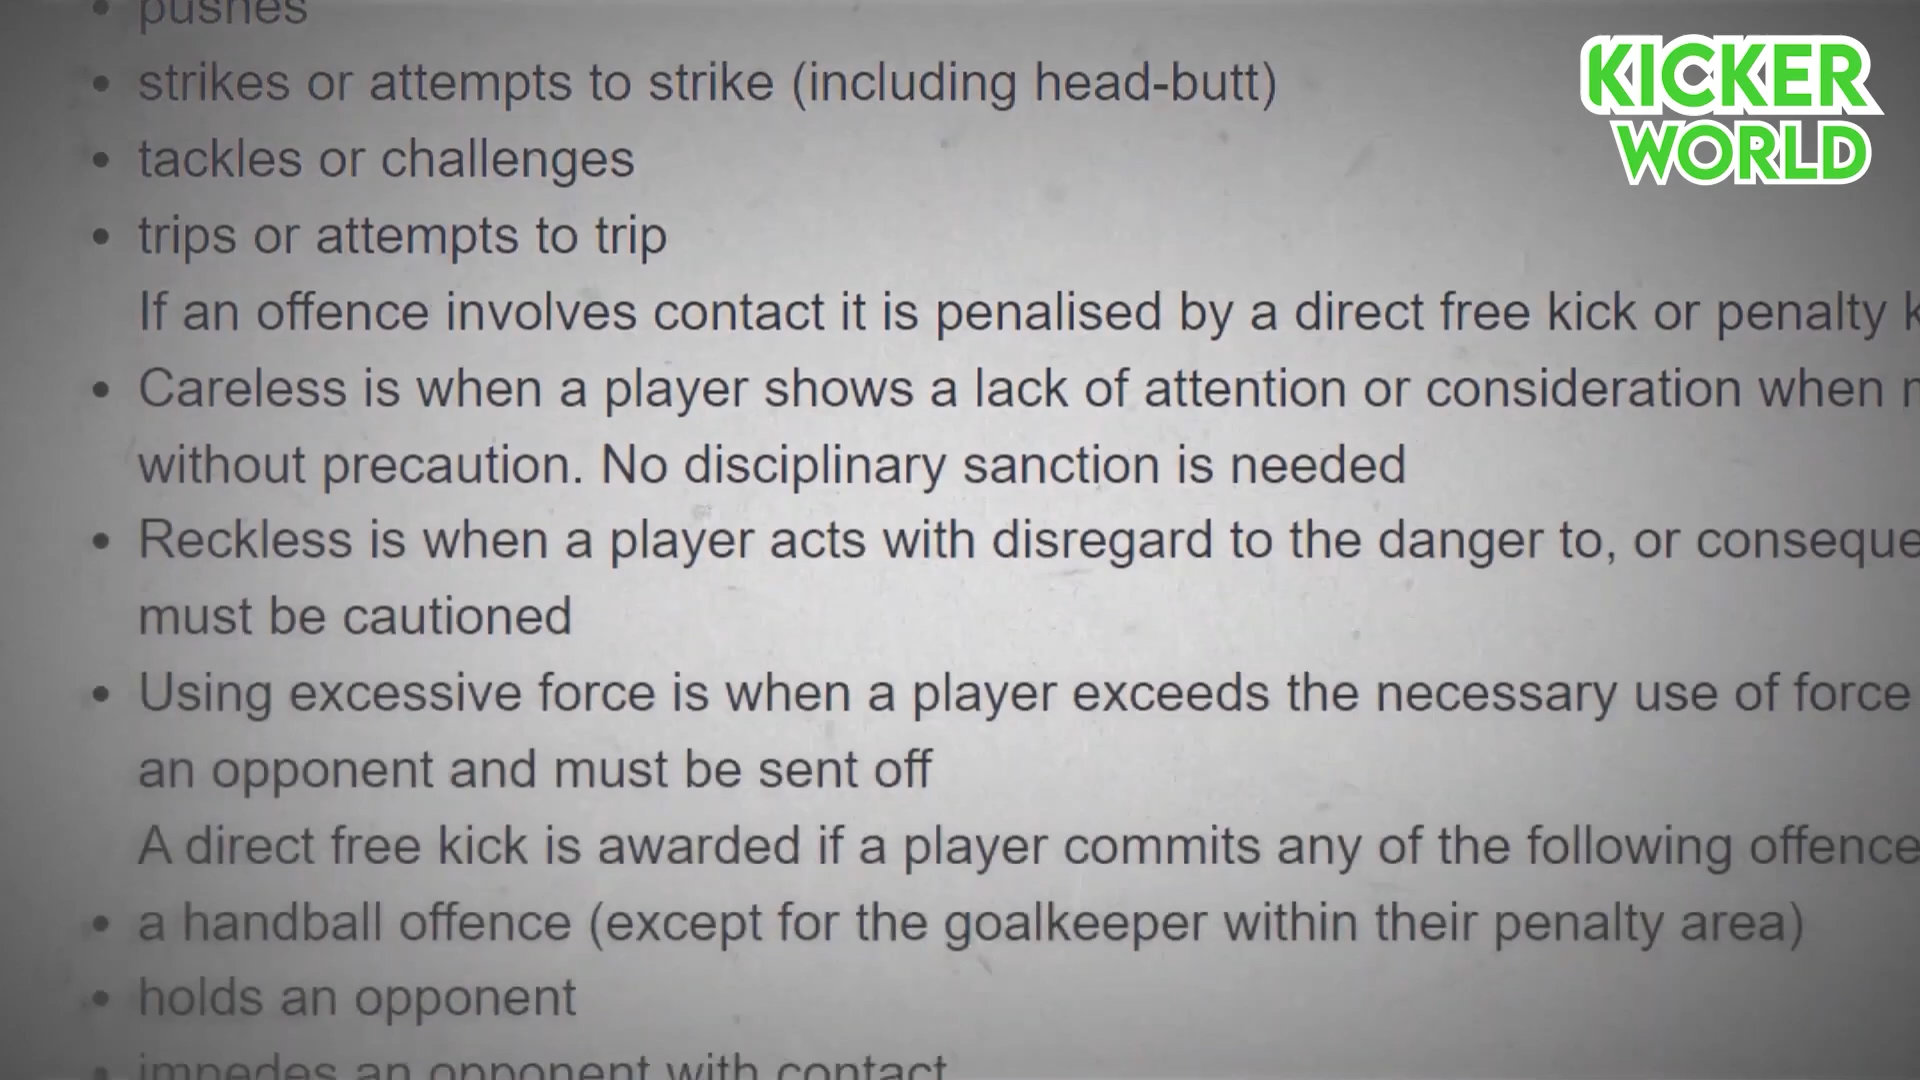 pushes
strikes or attempts to strike (including head-butt)
tackles or challenges
trips or attempts to trip
If an offence involves contact it is penalised by a direct free kick or penalty
Careless is when a player shows a lack of attention or consideration when
without precaution. No disciplinary sanction is needed
Reckless is when a player acts with disregard to the danger to, or
must be cautioned
Using excessive force is when a player exceeds the necessary use of force
an opponent and must be sent off
A direct free kick is awarded if a player commits any of the following
a handball offence (except for the goalkeeper within their penalty area)
holds an opponent
impedes an opponent with contact
KICKER
WORLD